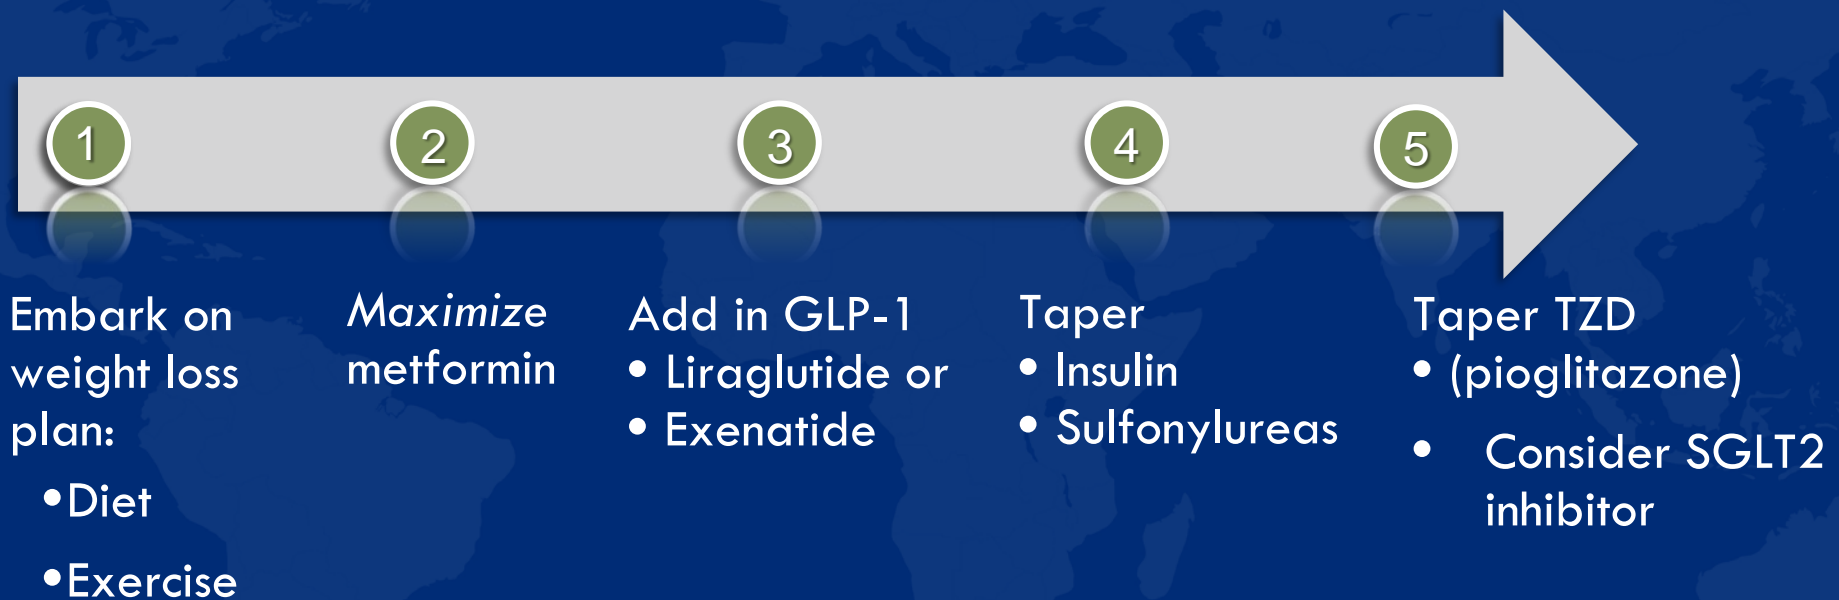 1
2
3
4
5
Embark on
weight loss
plan:
•Diet
•Exercise
Maximize
metformin
Add in GLP-1
• Liraglutide or
• Exenatide
Taper
• Insulin
• Sulfonylureas
Taper TZD
• (pioglitazone)
• Consider SGLT2
inhibitor